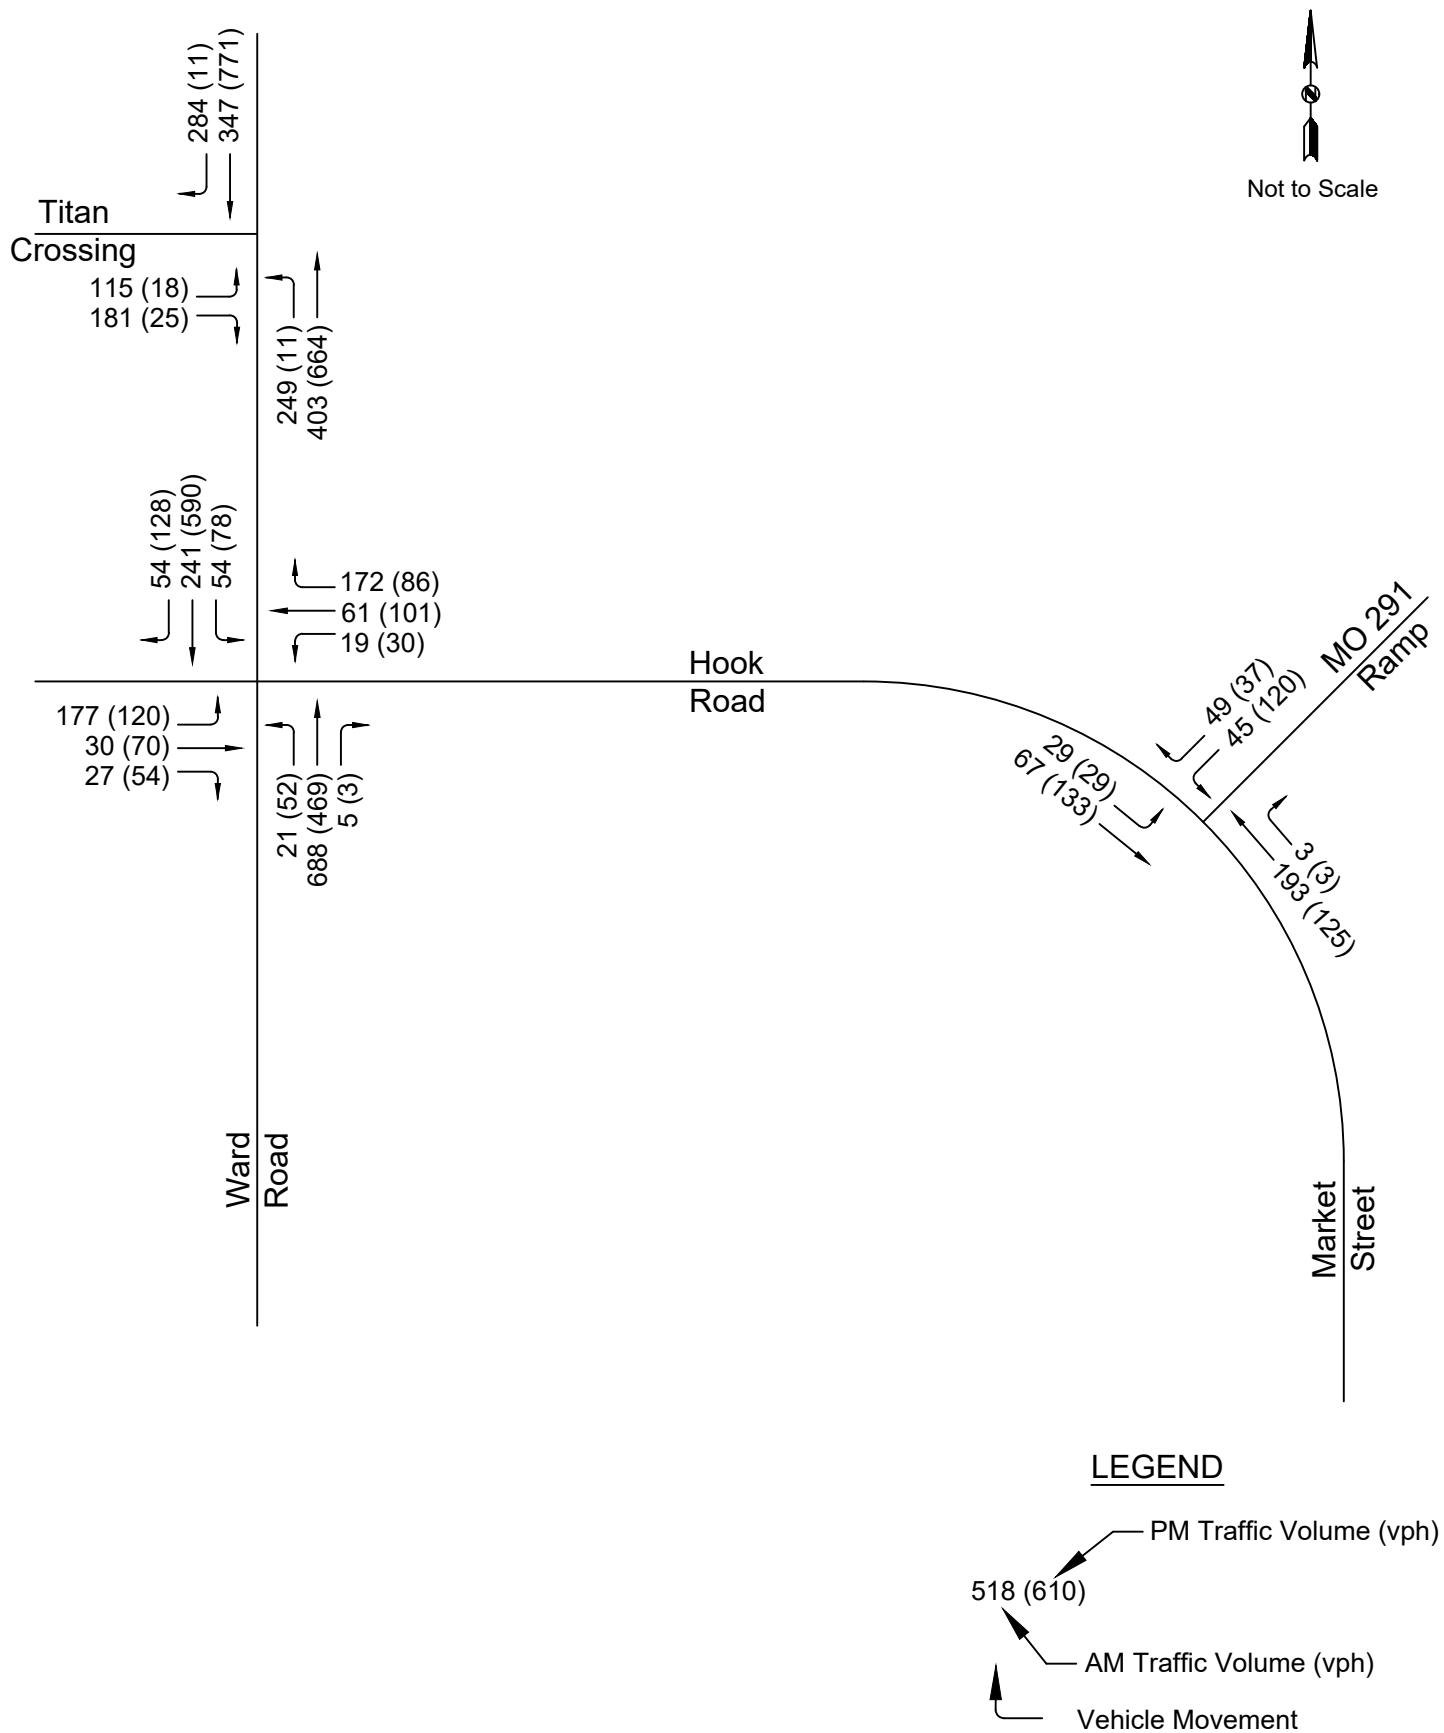 284 (11)
347 (771)
N
Not to Scale
Titan
Crossing
115 (18)
181 (25)
249 (11)
403 (664)
54 (128)
241 (590)
54 (78)
172 (86)
61 (101)
19 (30)
Hook
Road
MO 291
Ramp
49 (37)
45 (120)
177 (120)
30 (70)
27 (54)
21 (52)
688 (469)
5 (3)
29 (29)
67 (133)
3 (3)
193 (125)
Ward
Road
Market
Street
LEGEND
PM Traffic Volume (vph)
518 (610)
AM Traffic Volume (vph)
Vehicle Movement